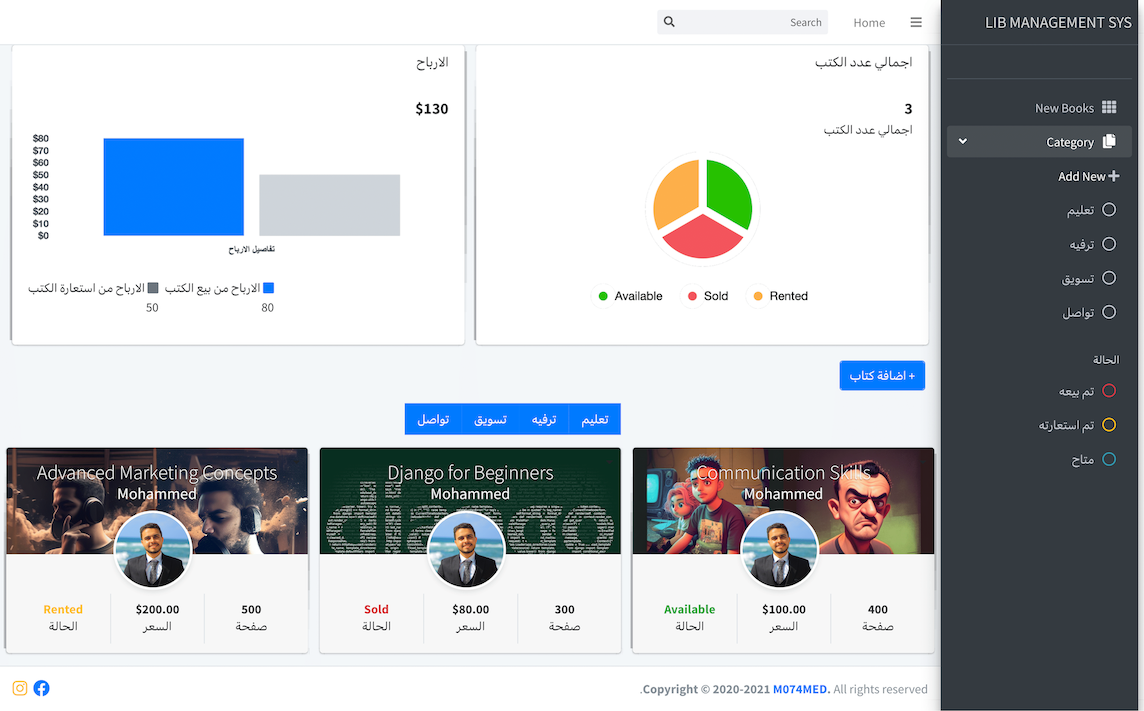 LIB MANAGEMENT SYS
New Books
Category
Add New
تعليم
ترفيه
تسويق
تواصل
الحالة
تم بيعه
تم استعارته
متاح
Home
Search
اجمالي عدد الكتب
3
اجمالي عدد الكتب
Available
Sold
Rented
الارباح
$130
$80
$70
$60
$50
$40
$30
$20
$10
$0
تفاصيل الارباح
الارباح من بيع الكتب
80
الارباح من استعارة الكتب
50
+ اضافة كتاب
تعليم
ترفيه
تسويق
تواصل
Communication Skills
Mohammed
400
صفحة
$100.00
السعر
Available
الحالة
Django for Beginners
Mohammed
300
صفحة
$80.00
السعر
Sold
الحالة
Advanced Marketing Concepts
Mohammed
500
صفحة
$200.00
السعر
Rented
الحالة
.Copyright © 2020-2021 M074MED. All rights reserved